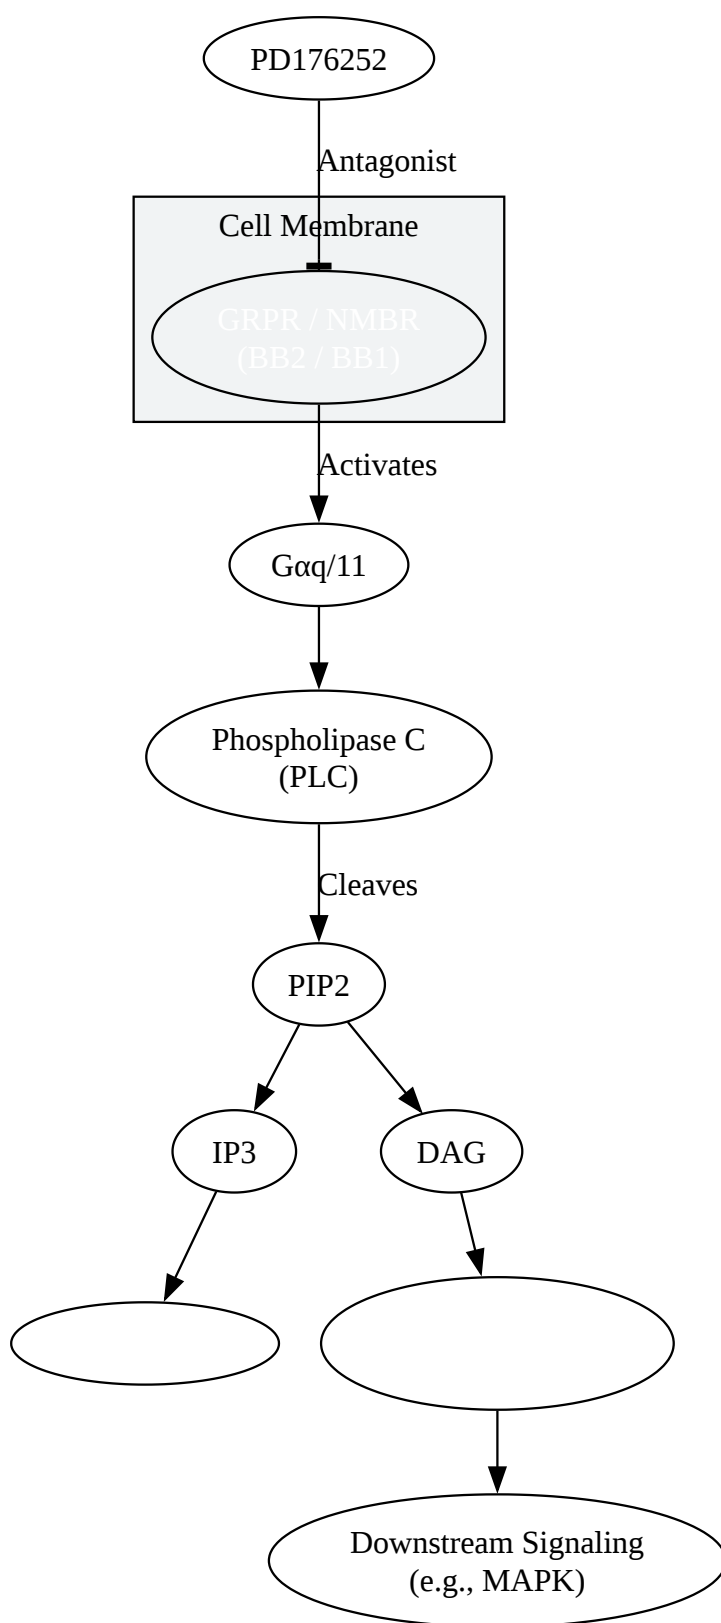 PD176252
Antagonist
Cell Membrane
GRPR / NMBR
(BB2 / BB1)
Activates
Gαq/11
Phospholipase C
(PLC)
Cleaves
PIP2
IP3
DAG
Downstream Signaling
(e.g., MAPK)